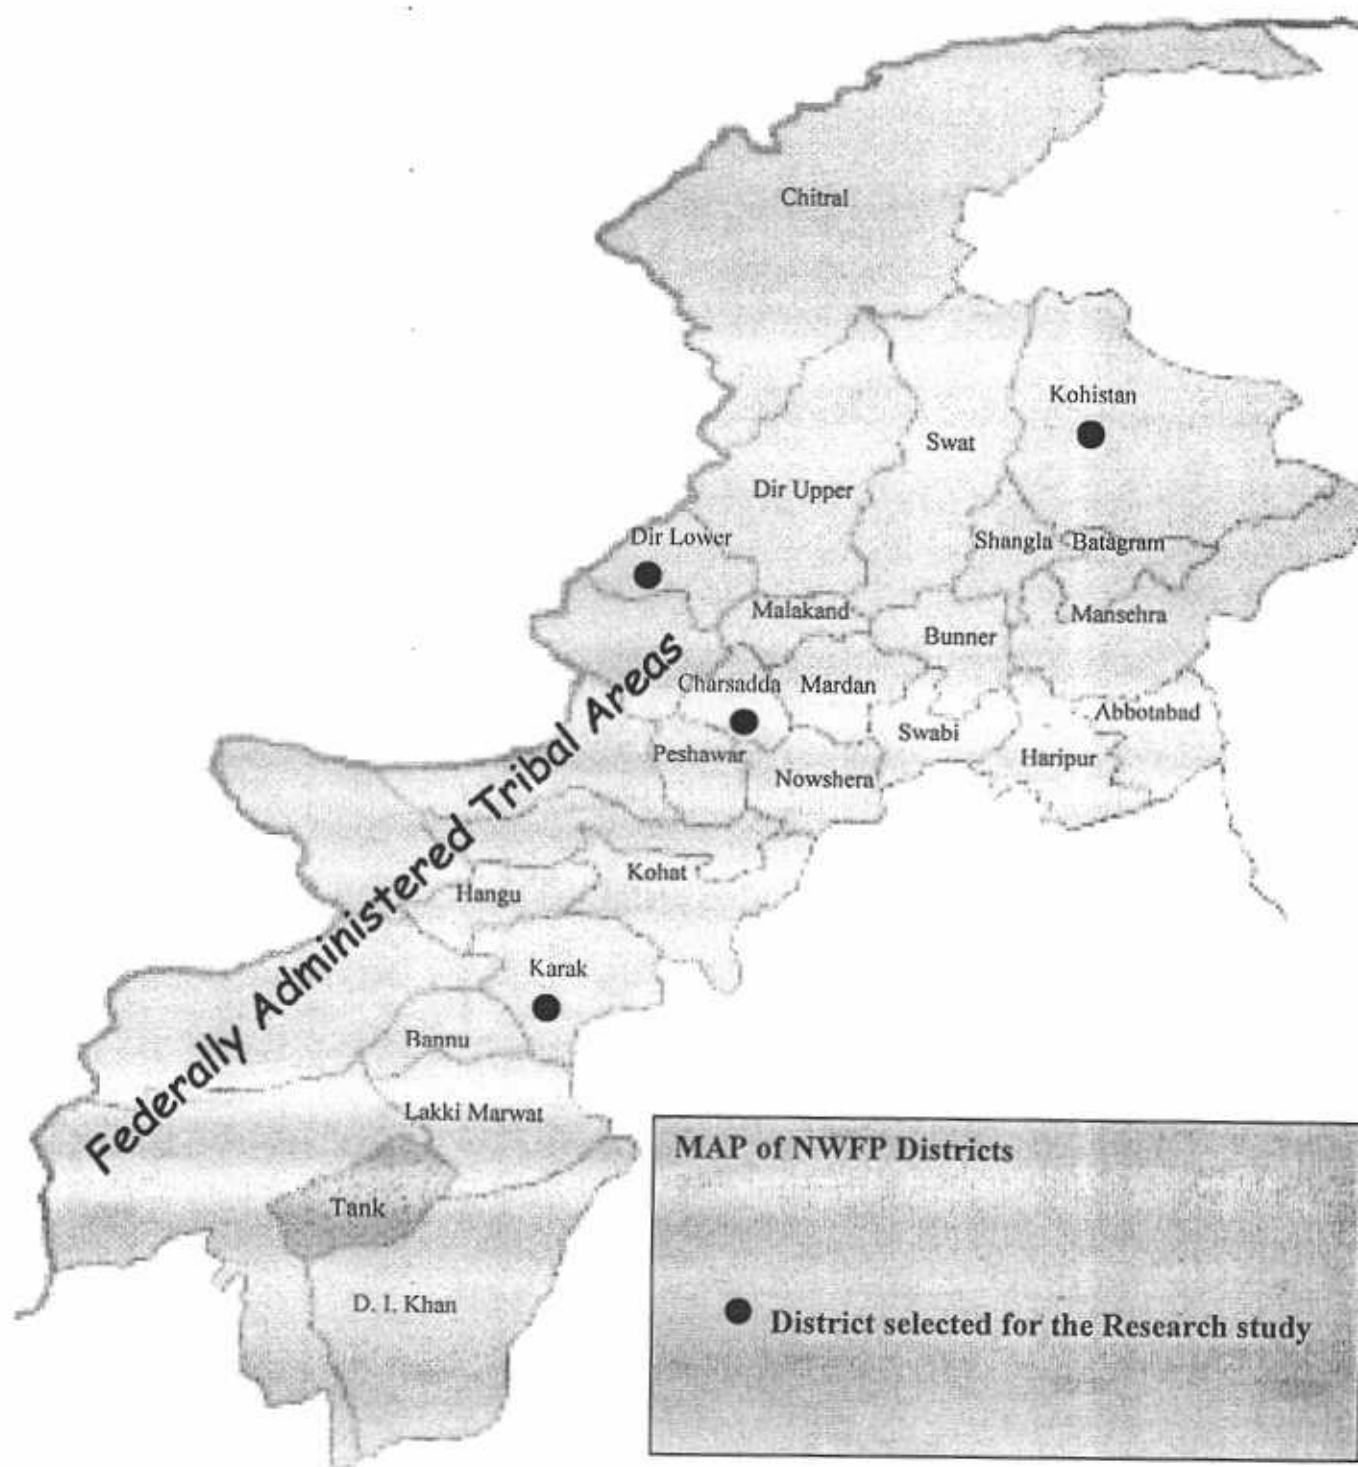 Chitral
Kohistan
Swat
Dir Upper
Dir Lower
Shangla
Batagram
Malakand
Mansehra
Bunner
Charsadda
Mardan
Abbotabad
Swabi
Peshawar
Haripur
Nowshera
Federally Administered Tribal Areas
Kohat
Hangu
Karak
Bannu
Lakki Marwat
Tank
D. I. Khan
MAP of NWFP Districts
District selected for the Research study